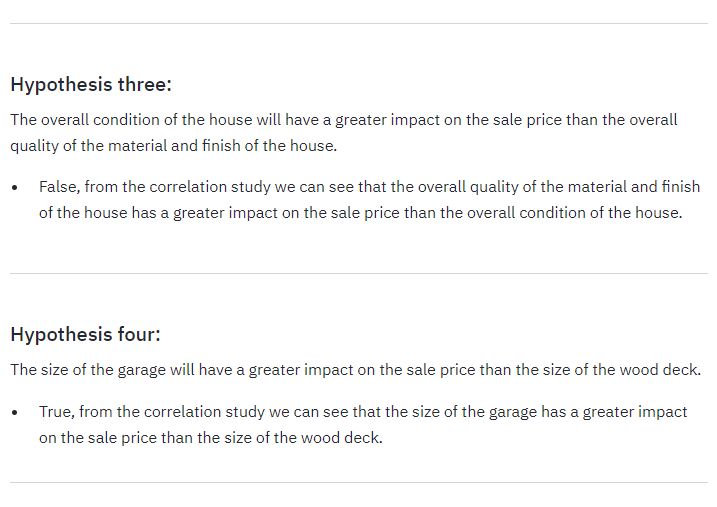 Hypothesis three:
The overall condition of the house will have a greater impact on the sale price than the overall
quality of the material and finish of the house.
• False, from the correlation study we can see that the overall quality of the material and finish
of the house has a greater impact on the sale price than the overall condition of the house.
Hypothesis four:
The size of the garage will have a greater impact on the sale price than the size of the wood deck.
• True, from the correlation study we can see that the size of the garage has a greater impact
on the sale price than the size of the wood deck.